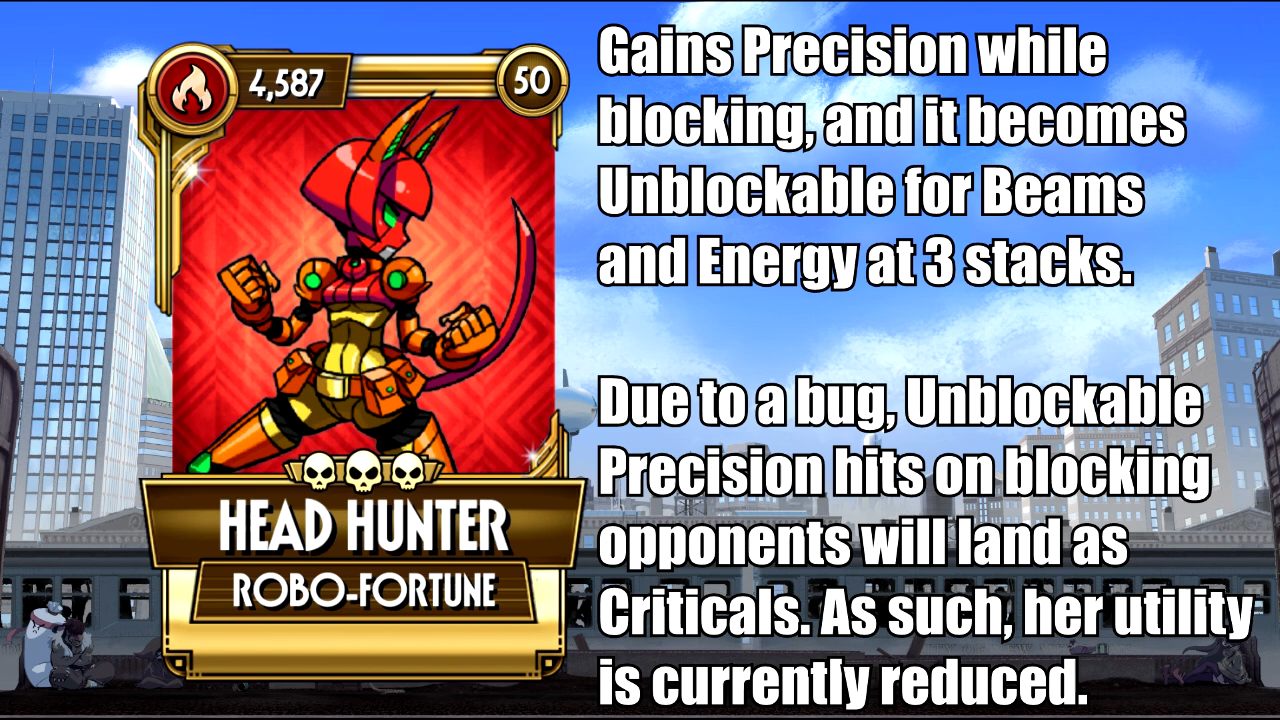 4,587
50
HEAD HUNTER
ROBO-FORTUNE
Gains Precision while
blocking, and it becomes
Unblockable for Beams
and Energy at 3 stacks.
Due to a bug, Unblockable
Precision hits on blocking
opponents will land as
Criticals. As such, her utility
is currently reduced.